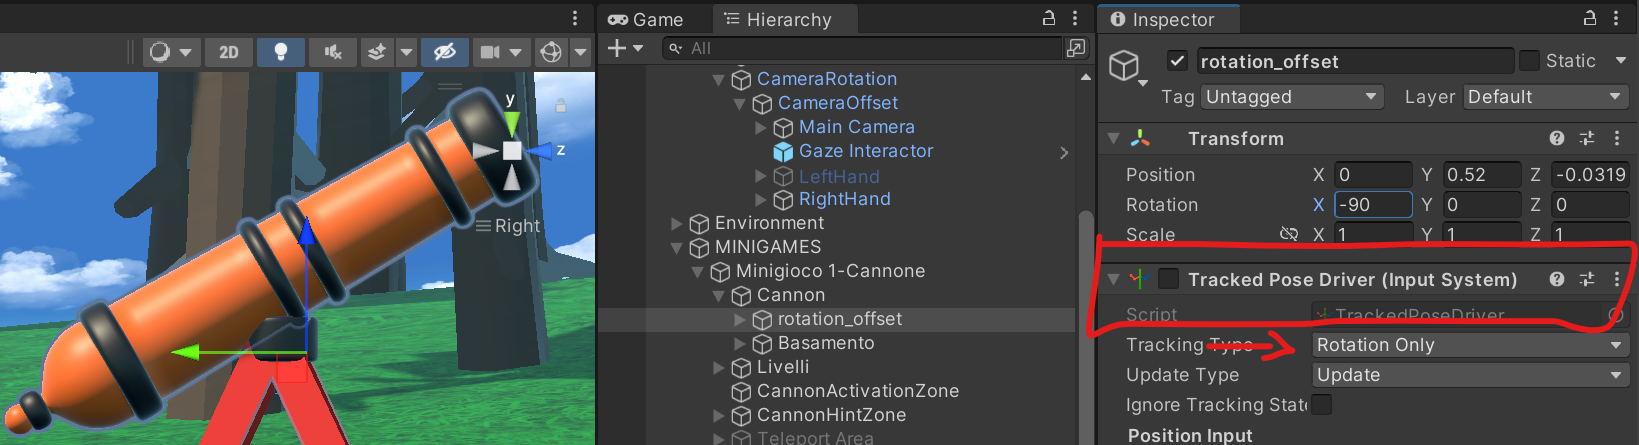 Game
Hierarchy
Inspector
2D
All
rotation_offset
Static
Tag Untagged
Layer Default
CameraRotation
CameraOffset
Main Camera
Gaze Interactor
LeftHand
RightHand
Environment
MINIGAMES
Minigioco 1-Cannone
Cannon
rotation_offset
Basamento
Livelli
CannonActivationZone
CannonHintZone
Teleport Area
y
z
Right
Transform
Position X 0 Y 0.52 Z -0.0319
Rotation X -90 Y 0 Z 0
Scale X 1 Y 1 Z 1
Tracked Pose Driver (Input System)
Script TrackedPoseDriver
Tracking Type Rotation Only
Update Type Update
Ignore Tracking State
Position Input